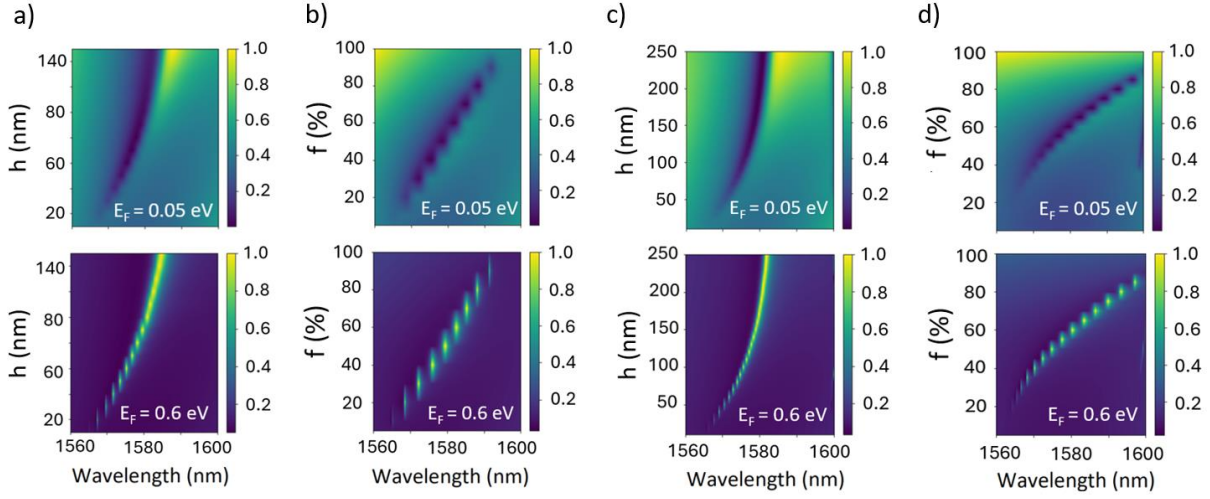 a)
b)
c)
d)
h (nm)
140
80
60
20
E_F = 0.05 eV
1.0
0.8
0.6
0.4
0.2
f (%)
100
80
60
40
20
E_F = 0.05 eV
1.0
0.8
0.6
0.4
0.2
h (nm)
250
200
150
100
50
E_F = 0.05 eV
1.0
0.8
0.6
0.4
0.2
f (%)
100
80
60
40
20
E_F = 0.05 eV
1.0
0.8
0.6
0.4
0.2
h (nm)
140
80
60
20
E_F = 0.6 eV
1.0
0.8
0.6
0.4
0.2
1560 1580 1600
Wavelength (nm)
f (%)
100
80
60
40
20
E_F = 0.6 eV
1.0
0.8
0.6
0.4
0.2
1560 1580 1600
Wavelength (nm)
h (nm)
250
200
150
100
50
E_F = 0.6 eV
1.0
0.8
0.6
0.4
0.2
1560 1580 1600
Wavelength (nm)
f (%)
100
80
60
40
20
E_F = 0.6 eV
1.0
0.8
0.6
0.4
0.2
1560 1580 1600
Wavelength (nm)